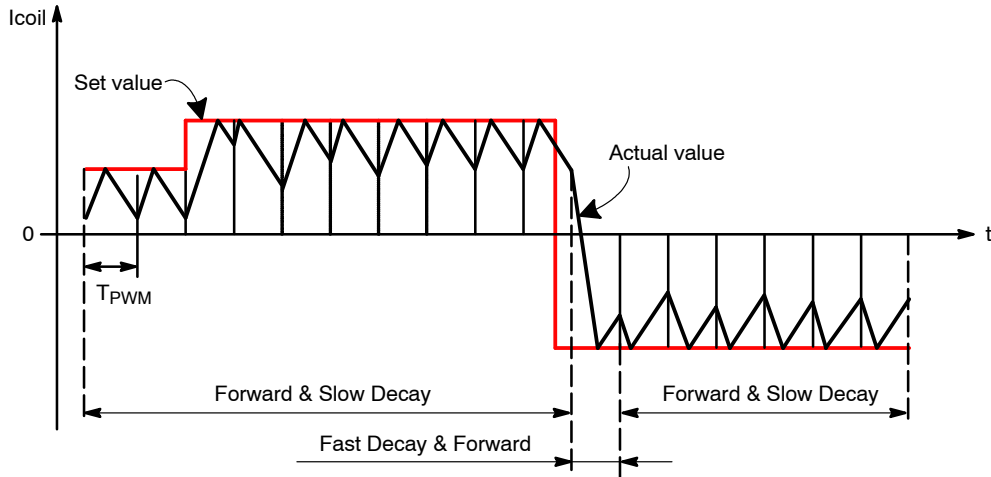 Icoil
Set value
Actual value
0
t
TPWM
Forward & Slow Decay
Forward & Slow Decay
Fast Decay & Forward